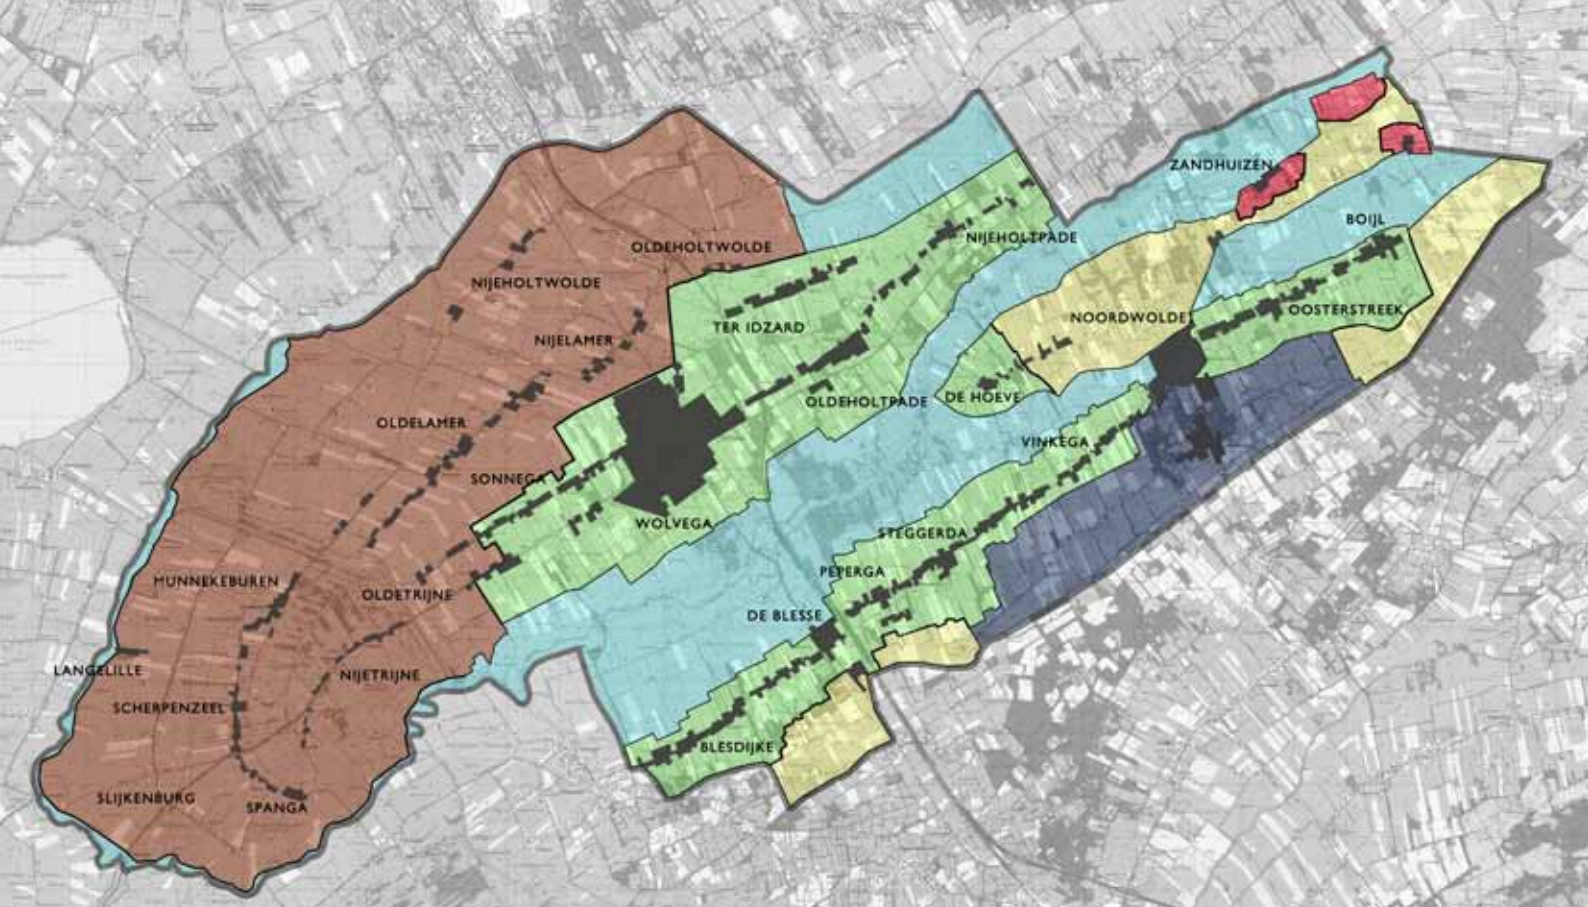 ZANDHUIZEN
BOIJL
NIJEHOLTPADE
OLDEHOLTWOLDE
NIJEHOLTWOLDE
OOSTERSTREEK
NOORDWOLDE
TER IDZARD
NIJELAMER
OLDEHOLTPADE
DE HOEVE
OLDELAMER
VINKEGA
SONNEGA
WOLVEGA
STEGGERDA
PEPERGA
MUNNEKEBUREN
OLDETRIJNE
DE BLESSE
LANGELILLE
NIJETRIJNE
SCHERPENZEEL
BLESDIJKE
SLIJKENBURG
SPANGA